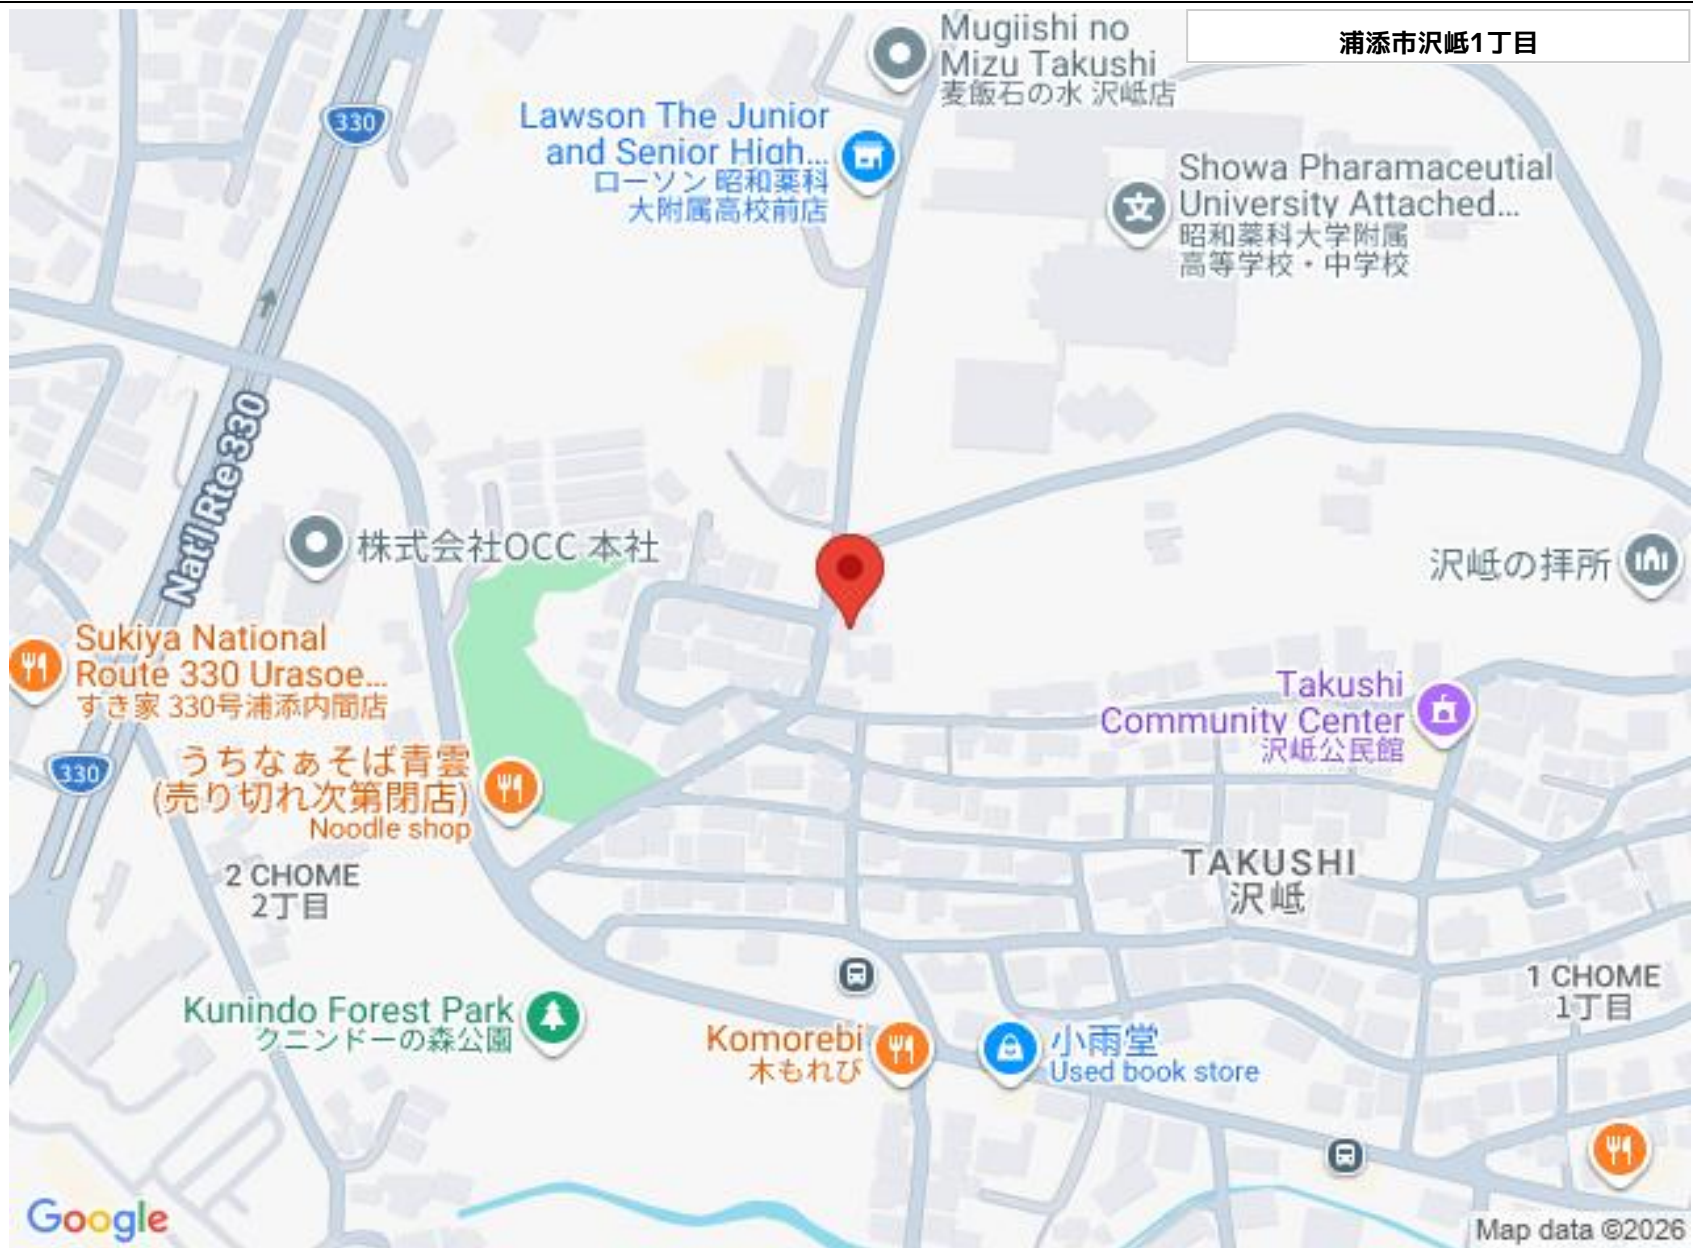 Mugiishi no
Mizu Takushi
麦飯石の水 沢岻店
浦添市沢岻1丁目
330
Lawson The Junior
and Senior High...
ローソン 昭和薬科
大附属高校前店
Showa Pharamaceutial
University Attached...
昭和薬科大学附属
高等学校・中学校
Nat'l Rte 330
株式会社OCC 本社
沢岻の拝所
Sukiya National
Route 330 Urasoe...
すき家 330号浦添内間店
Takushi
Community Center
沢岻公民館
330
うちなぁそば青雲
(売り切れ次第閉店)
Noodle shop
2 CHOME
2丁目
TAKUSHI
沢岻
1 CHOME
1丁目
Kunindo Forest Park
クニンドーの森公園
Komorebi
木もれび
小雨堂
Used book store
Google
Map data ©2026